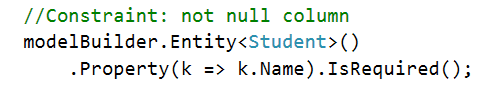 //Constraint: not null column
modelBuilder.Entity<Student>()
.Property(k => k.Name).IsRequired();